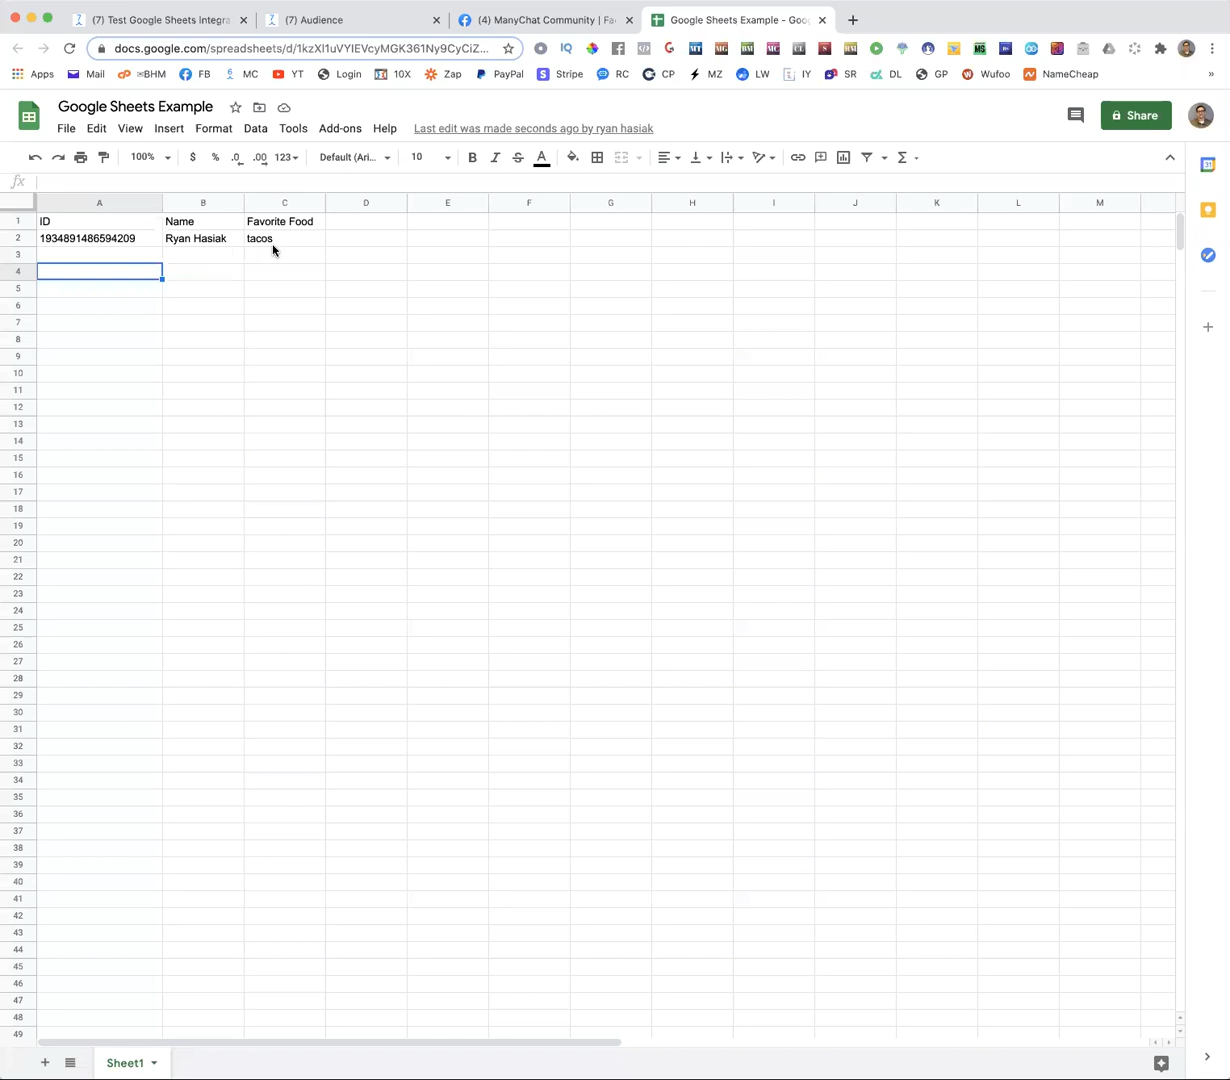 (7) Test Google Sheets Integra
(7) Audience
(4) ManyChat Community | Fa
Google Sheets Example - Goo
docs.google.com/spreadsheets/d/1kzXl1uVYIEVcyMGK361Ny9CyCiZ...
Apps
Mail
BHM
FB
MC
YT
Login
10X
Zap
PayPal
Stripe
RC
CP
MZ
LW
IY
SR
DL
GP
Wufoo
NameCheap
»
Google Sheets Example
File Edit View Insert Format Data Tools Add-ons Help Last edit was made seconds ago by ryan hasiak
Share
100% $ % .0 .00 123 Default (Ari... 10 B I S A
fx
A B C D E F G H I J K L M
1 ID Name Favorite Food
2 1934891486594209 Ryan Hasiak tacos
3
4
5
6
7
8
9
10
11
12
13
14
15
16
17
18
19
20
21
22
23
24
25
26
27
28
29
30
31
32
33
34
35
36
37
38
39
40
41
42
43
44
45
46
47
48
49
Sheet1